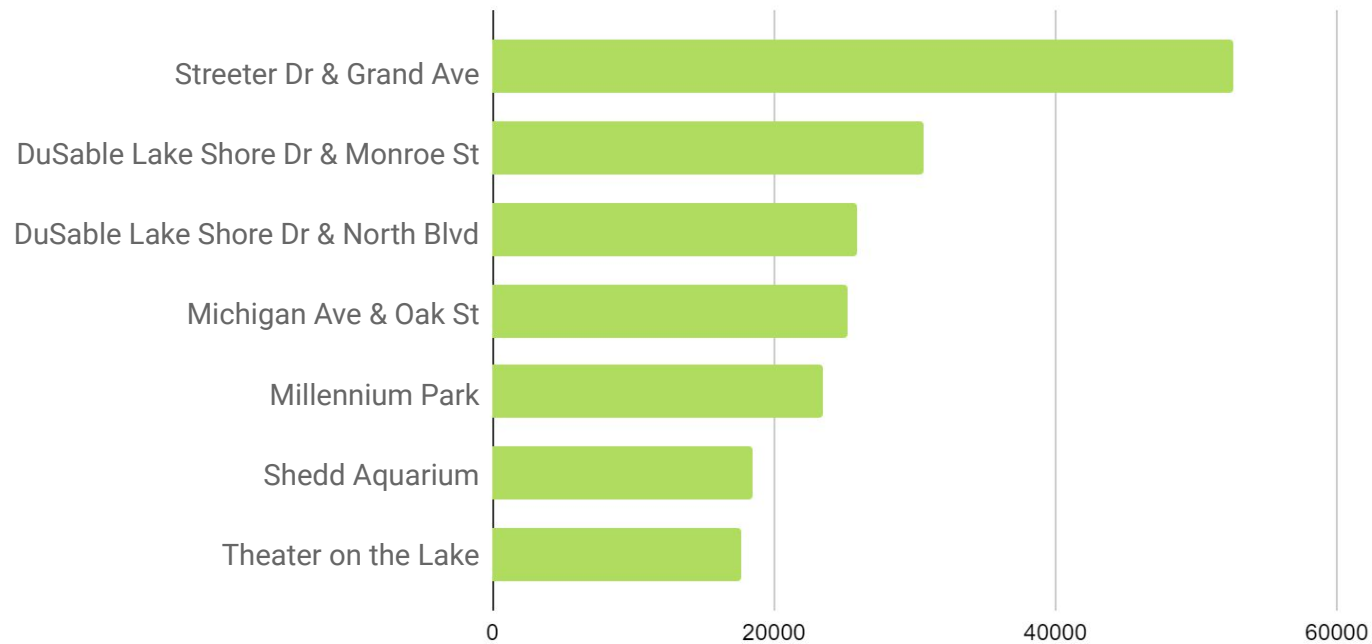 Streeter Dr & Grand Ave
DuSable Lake Shore Dr & Monroe St
DuSable Lake Shore Dr & North Blvd
Michigan Ave & Oak St
Millennium Park
Shedd Aquarium
Theater on the Lake
0 20000 40000 60000